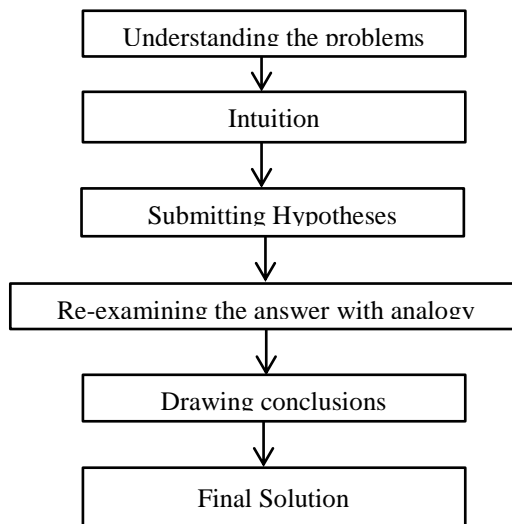 Understanding the problems
Intuition
Submitting Hypotheses
Re-examining the answer with analogy
Drawing conclusions
Final Solution